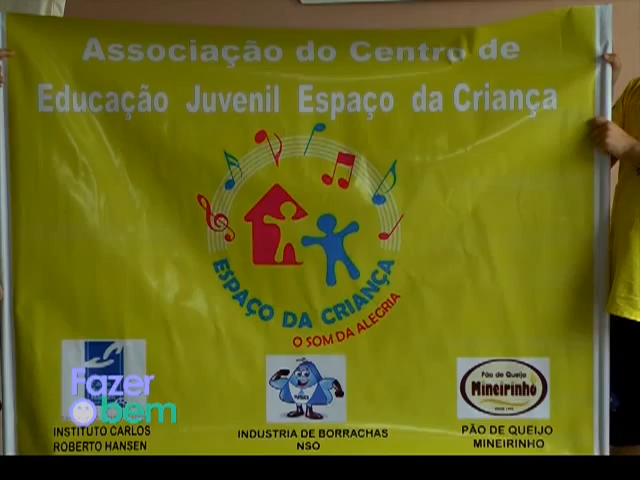 Associação do Centro de
Educação Juvenil Espaço da Criança
ESPAÇO DA CRIANÇA
O SOM DA ALEGRIA
Pão de Queijo
Mineirinho
Fazer
bem
INSTITUTO CARLOS
ROBERTO HANSEN
INDUSTRIA DE BORRACHAS
NSO
PÃO DE QUEIJO
MINEIRINHO